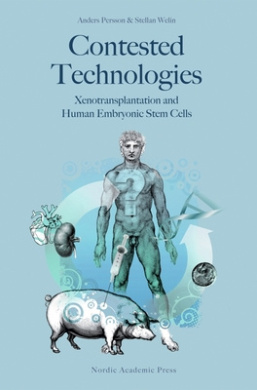 Anders Persson & Stellan Welin
Contested
Technologies
Xenotransplantation and
Human Embryonic Stem Cells
?
Nordic Academic Press